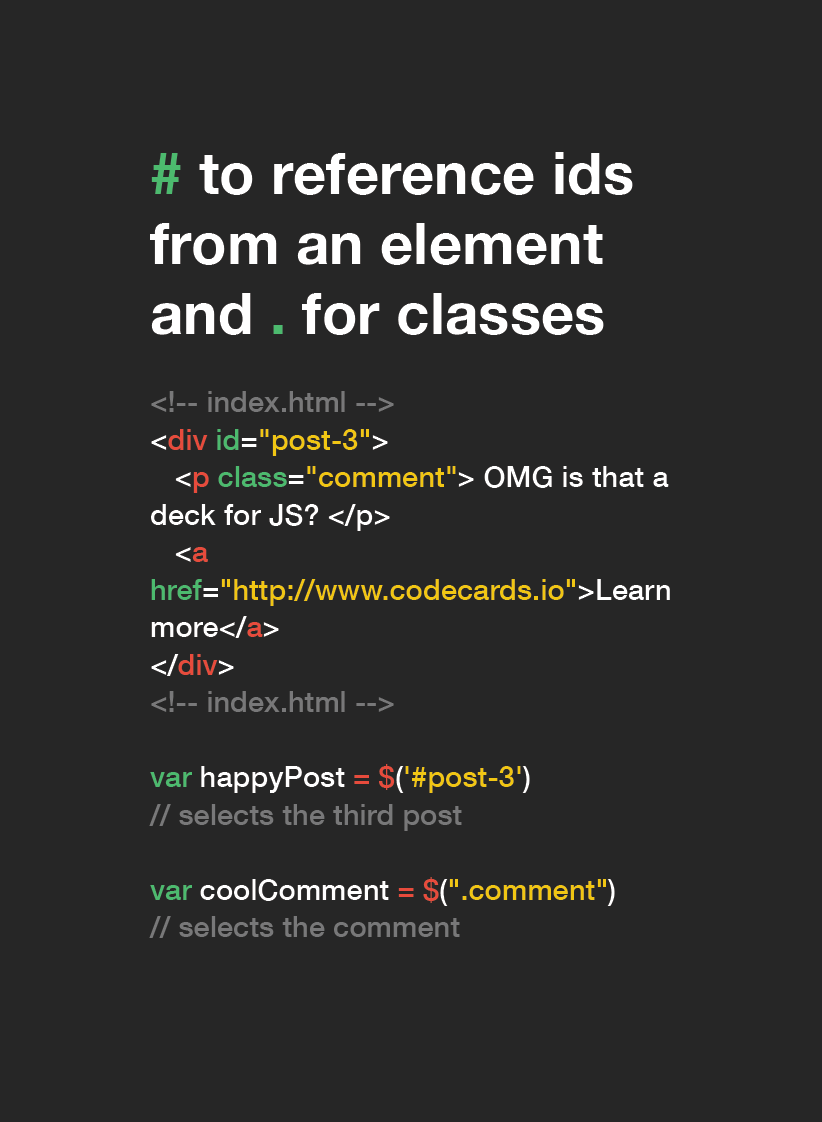 # to reference ids
from an element
and . for classes
<!-- index.html -->
<div id="post-3">
<p class="comment"> OMG is that a
deck for JS? </p>
<a
href="http://www.codecards.io">Learn
more</a>
</div>
<!-- index.html -->
var happyPost = $('#post-3')
// selects the third post
var coolComment = $(".comment")
// selects the comment